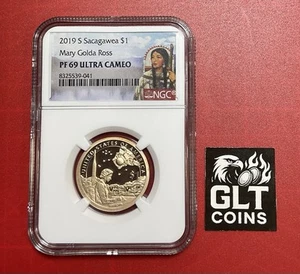 2019 S Sacagawea $1
Mary Golda Ross
PF 69 ULTRA CAMEO
8325539-041
NGC
UNITED STATES OF AMERICA
$1
GLT
COINS